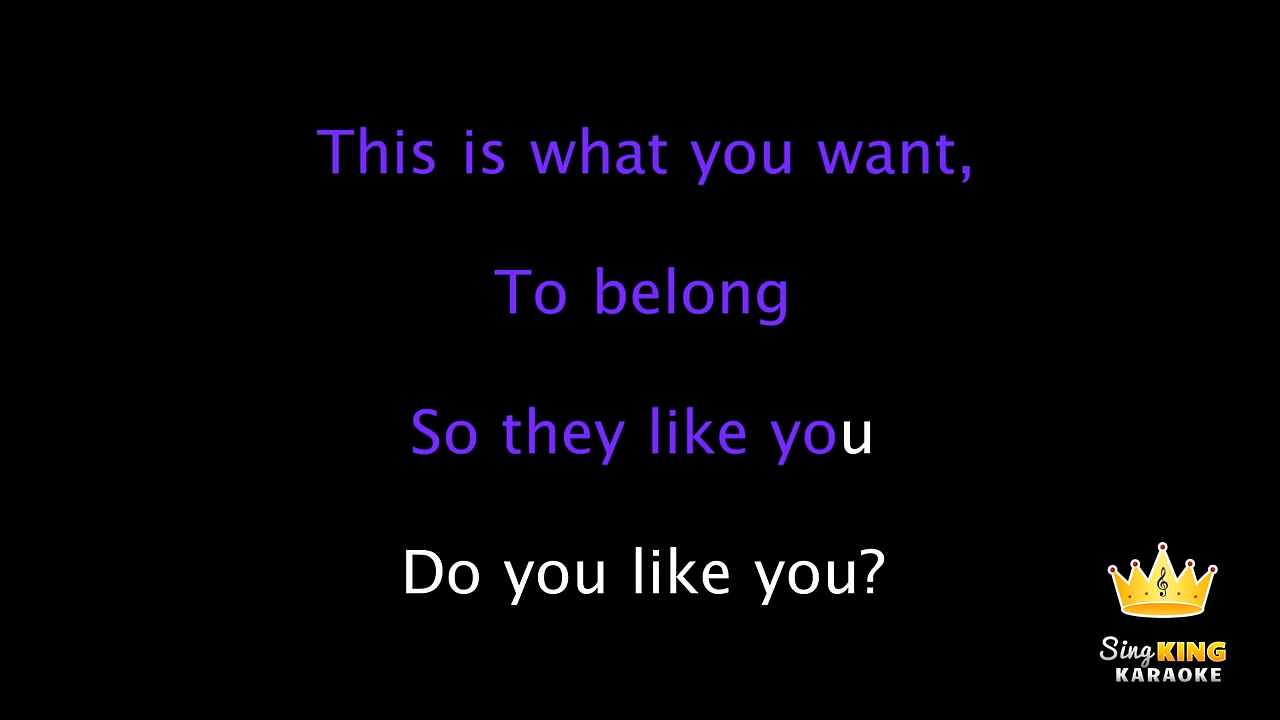 This is what you want,
To belong
So they like you
Do you like you?
Sing KING
KARAOKE